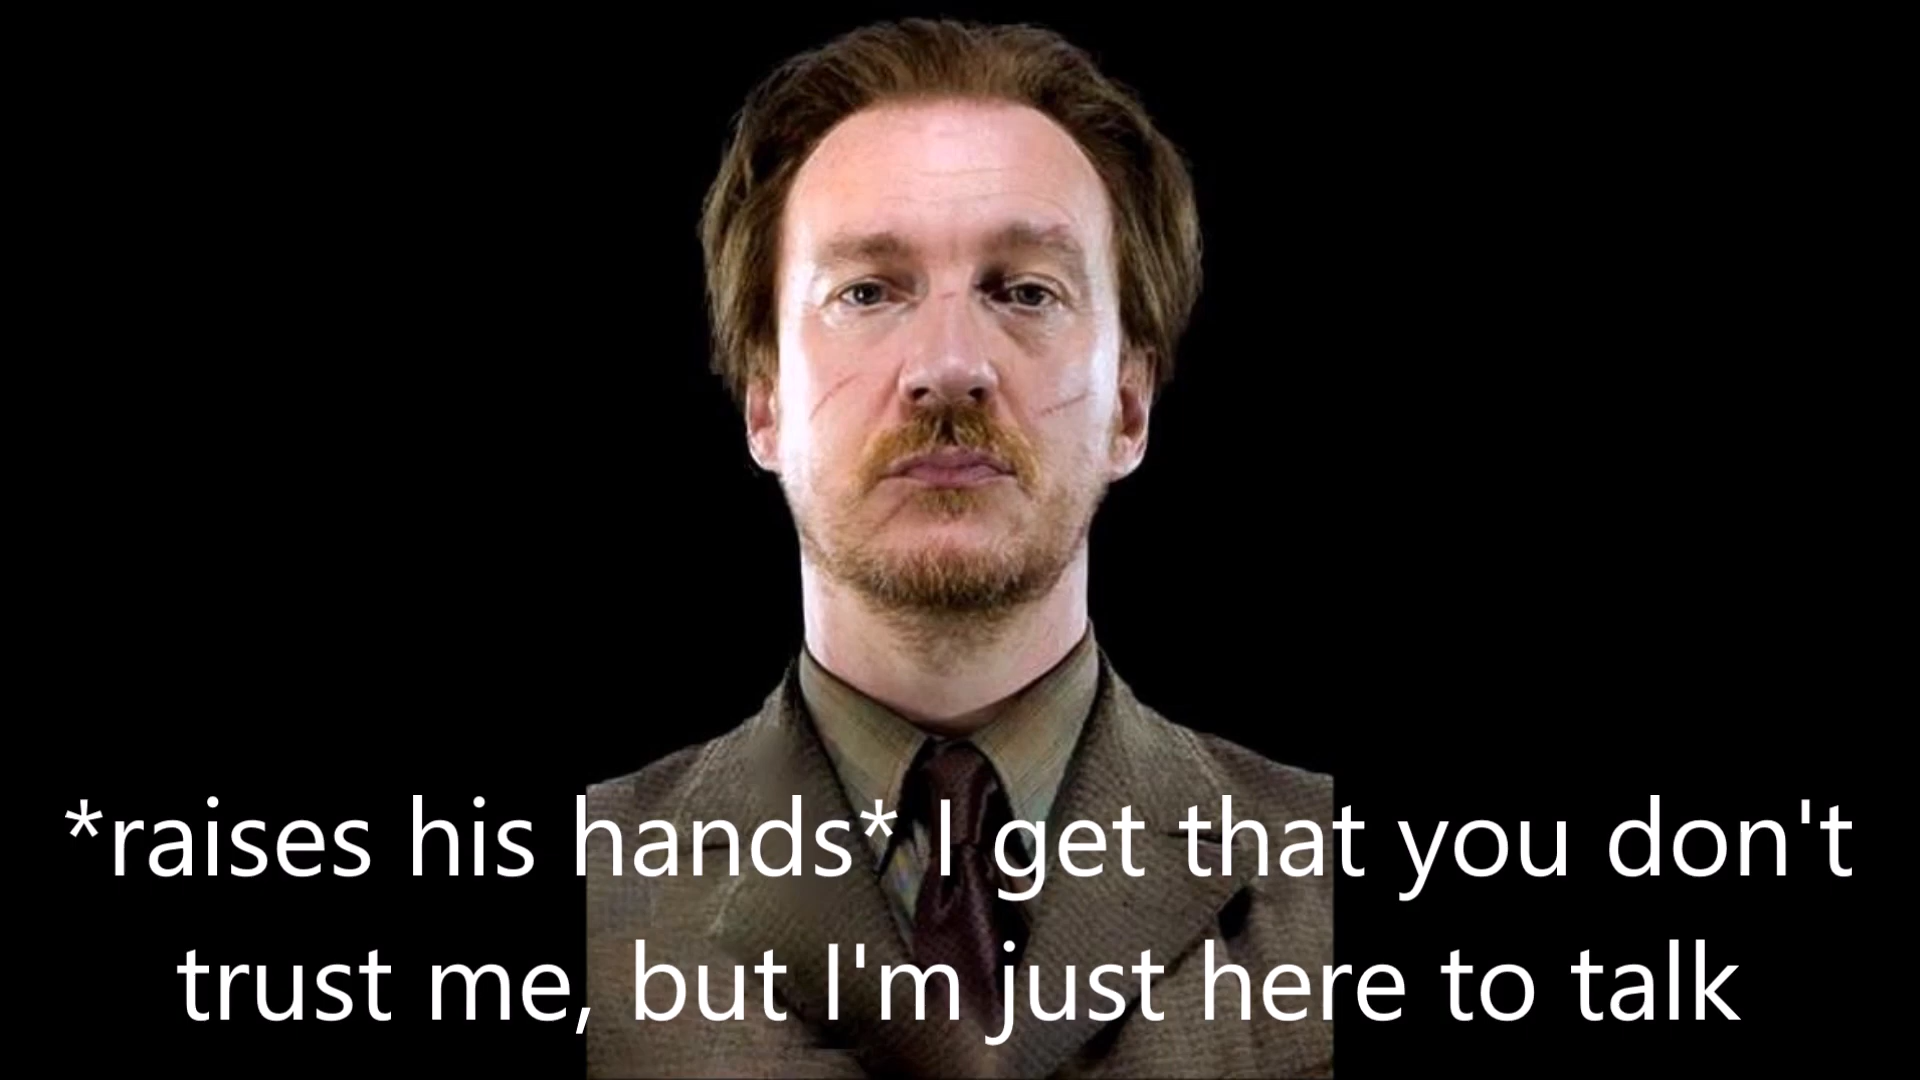 *raises his hands* I get that you don't
trust me, but I'm just here to talk